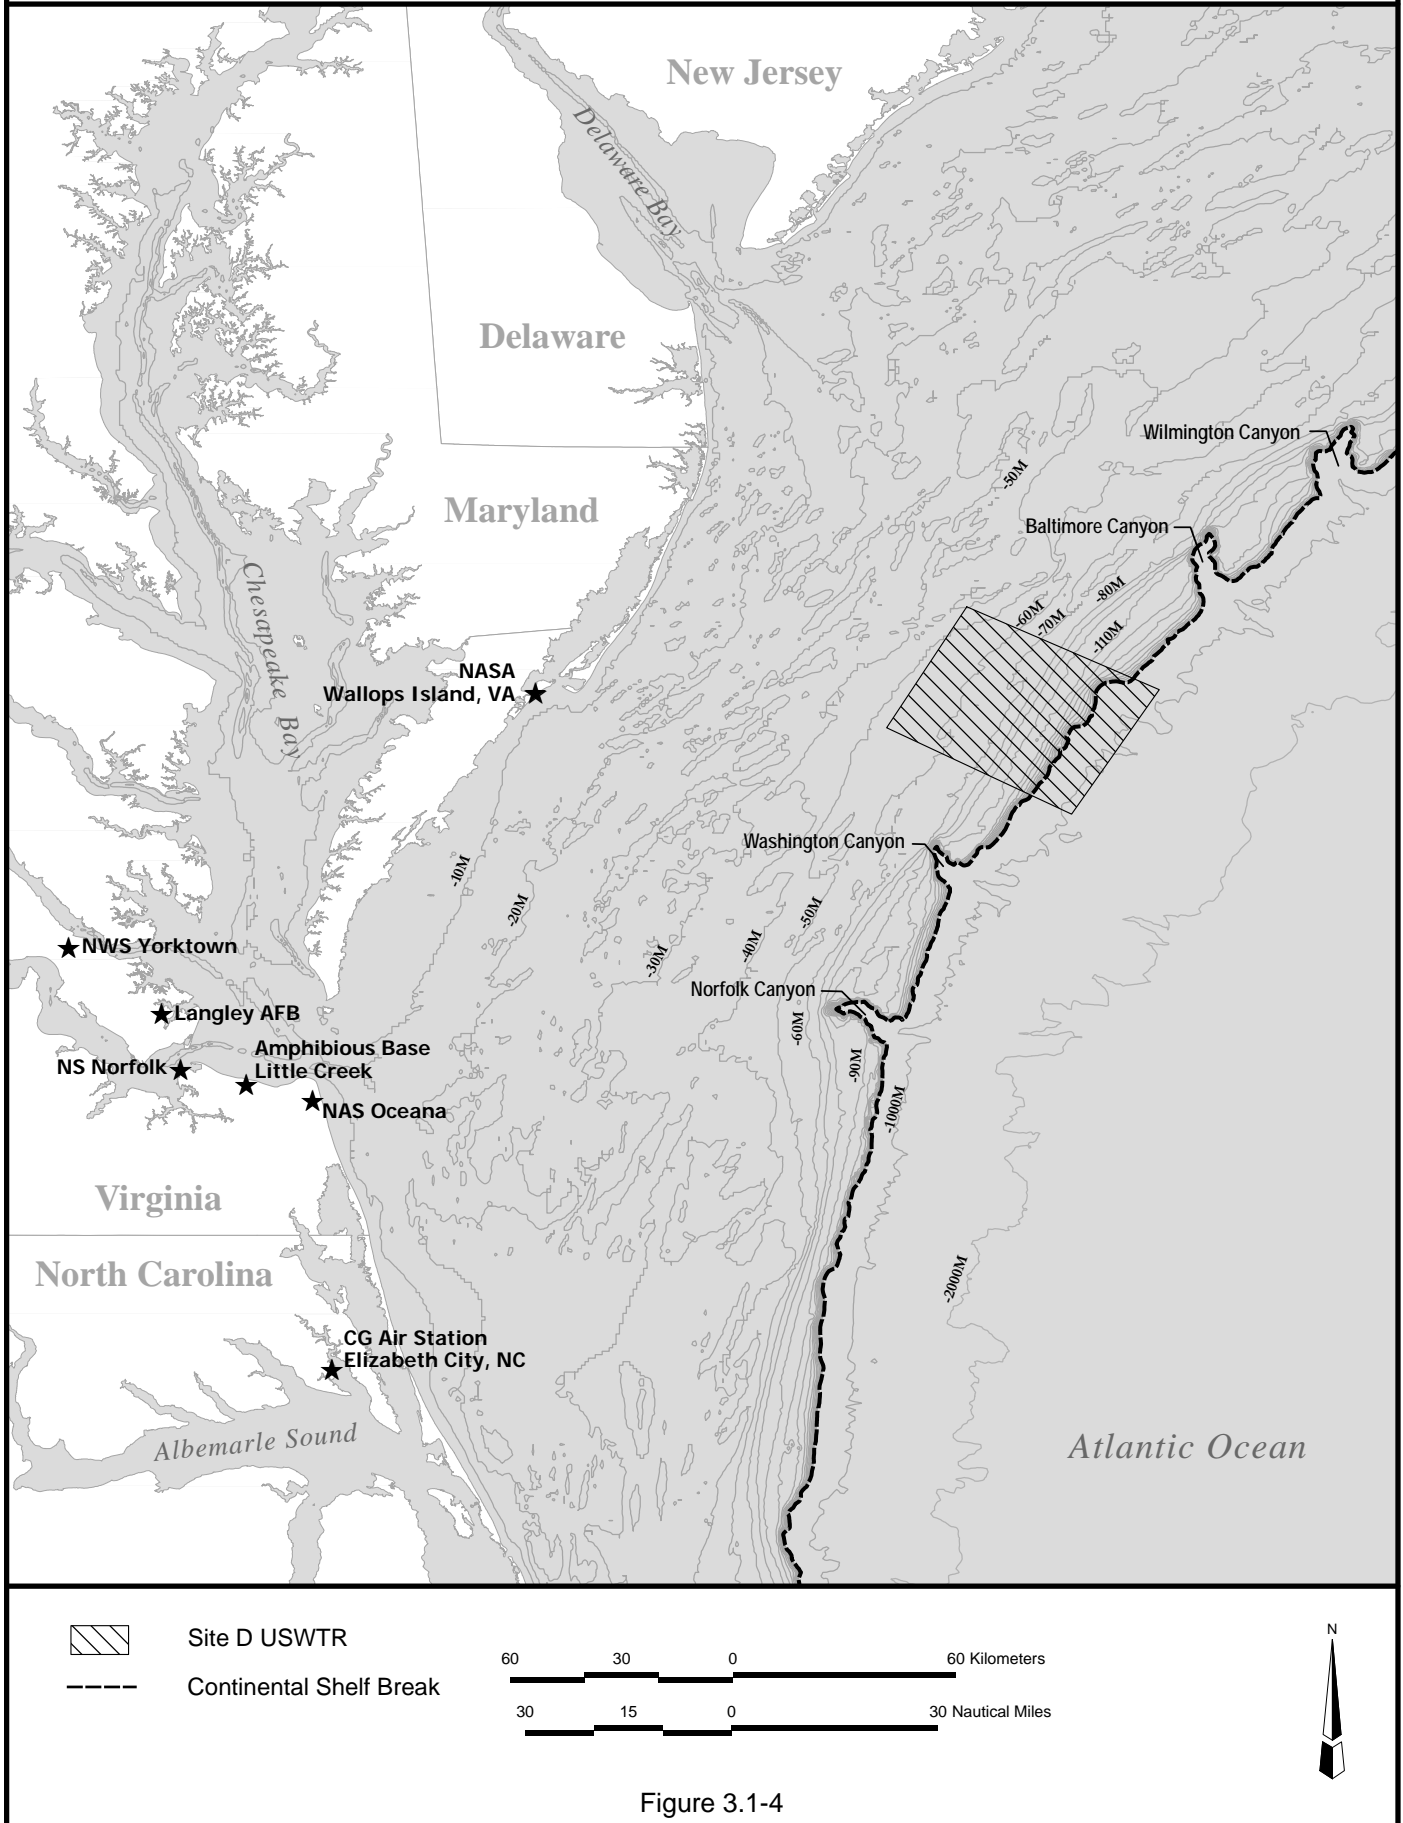 New Jersey
Delaware Bay
Delaware
Wilmington Canyon
-50M
Maryland
Baltimore Canyon
Chesapeake Bay
-80M
-60M
-70M
-110M
NASA
Wallops Island, VA
Washington Canyon
-10M
-20M
-50M
-40M
-30M
NWS Yorktown
Norfolk Canyon
Langley AFB
-60M
Amphibious Base
Little Creek
NS Norfolk
-90M
-1000M
NAS Oceana
Virginia
North Carolina
-2000M
CG Air Station
Elizabeth City, NC
Albemarle Sound
Atlantic Ocean
Site D USWTR
Continental Shelf Break
60 30 0 60 Kilometers
30 15 0 30 Nautical Miles
N
Figure 3.1-4